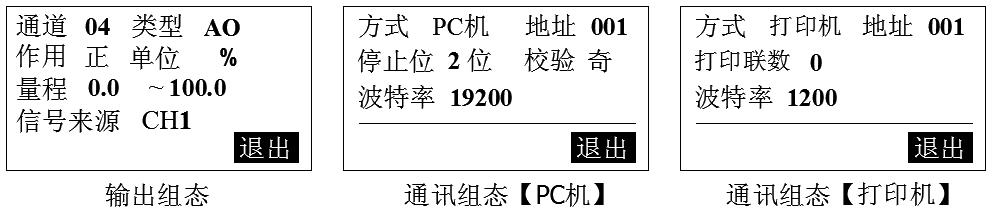 通道 04 类型 AO
作用 正 单位 %
量程 0.0 ~100.0
信号来源 CH1
退出
输出组态
方式 PC机 地址 001
停止位 2位 校验 奇
波特率 19200
退出
通讯组态【PC机】
方式 打印机 地址 001
打印联数 0
波特率 1200
退出
通讯组态【打印机】